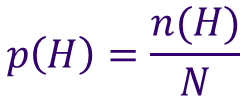 p(H) = n(H)/N